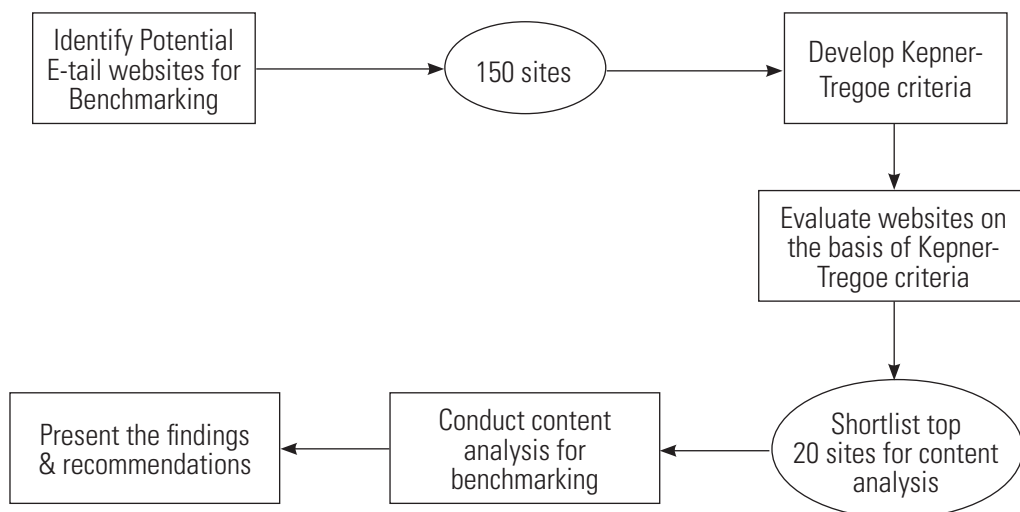 Identify Potential
E-tail websites for
Benchmarking
150 sites
Develop Kepner-
Tregoe criteria
Evaluate websites on
the basis of Kepner-
Tregoe criteria
Shortlist top
20 sites for content
analysis
Conduct content
analysis for
benchmarking
Present the findings
& recommendations